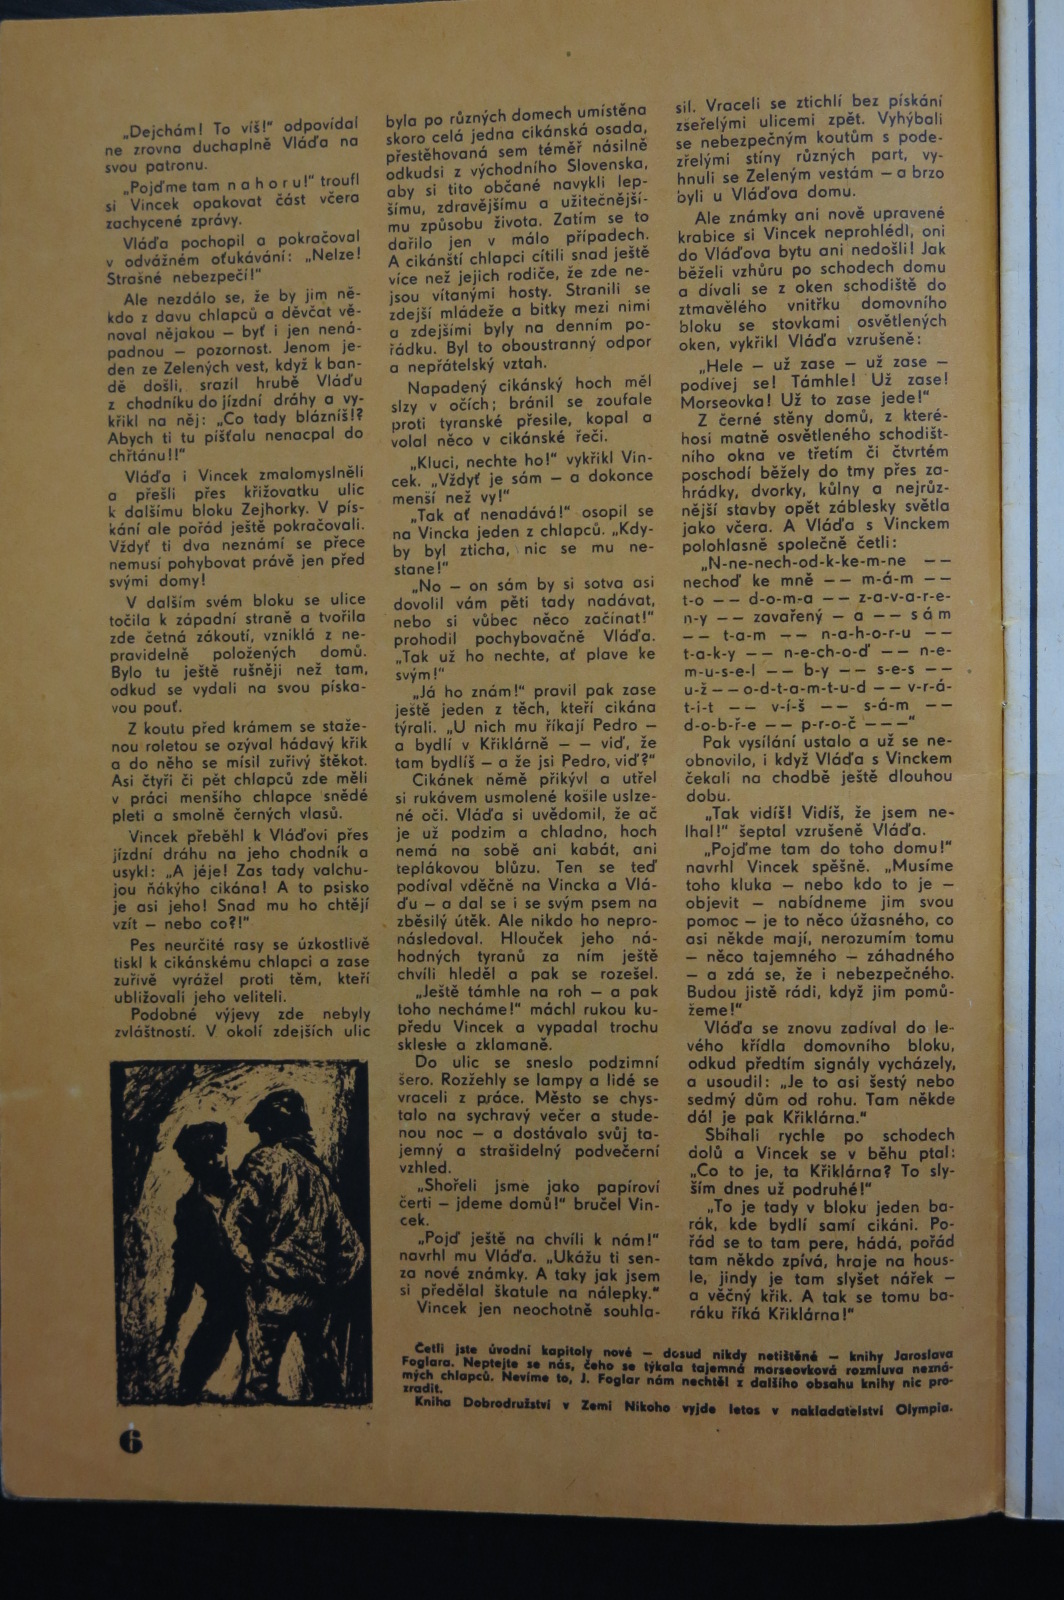 „Dejchám! To víš!“ odpovídal
ne zrovna duchaplně Vláďa na
svou patronu.
„Pojďme tam n a h o r u!“ troufl
si Vincek opakovat část včera
zachycené zprávy.
Vláďa pochopil a pokračoval
v odvážném oťukávání: „Nelze!
Strašné nebezpečí!“
Ale nezdálo se, že by jim ně-
kdo z davu chlapců a děvčat vě-
noval nějakou – byť i jen nená-
padnou – pozornost. Jenom je-
den ze Zelených vest, když k ban-
dě došli, srazil hrubě Vláďu
z chodníku do jízdní dráhy a vy-
křikl na něj: „Co tady blázníš!?
Abych ti tu píšťalu nenacpal do
chřtánu!!“
Vláďa i Vincek zmalomyslněli
a přešli přes křižovatku ulic
k dalšímu bloku Zejhorky. V pís-
kání ale pořád ještě pokračovali.
Vždyť ti dva neznámí se přece
nemusí pohybovat právě jen před
svými domy!
V dalším svém bloku se ulice
točila k západní straně a tvořila
zde četná zákoutí, vzniklá z ne-
pravidelně položených domů.
Bylo tu ještě rušněji než tam,
odkud se vydali na svou píska-
vou pouť.
Z koutu před krámem se staže-
nou roletou se ozýval hádavý křik
a do něho se mísil zuřivý štěkot.
Asi čtyři či pět chlapců zde měli
v práci menšího chlapce snědé
pleti a smolně černých vlasů.
Vincek přeběhl k Vláďovi přes
jízdní dráhu na jeho chodník a
usykl: „A jéje! Zas tady valchu-
jou ňákýho cikána! A to psisko
je asi jeho! Snad mu ho chtějí
vzít – nebo co?!“
Pes neurčité rasy se úzkostlivě
tiskl k cikánskému chlapci a zase
zuřivě vyrážel proti těm, kteří
ubližovali jeho veliteli.
Podobné výjevy zde nebyly
zvláštností. V okolí zdejších ulic
byla po různých domech umístěna
skoro celá jedna cikánská osada,
přestěhovaná sem téměř násilně
odkudsi z východního Slovenska,
aby si tito občané navykli lep-
šímu, zdravějšímu a užitečnější-
mu způsobu života. Zatím se to
dařilo jen v málo případech.
A cikánští chlapci cítili snad ještě
více než jejich rodiče, že zde ne-
jsou vítanými hosty. Stranili se
zdejší mládeže a bitky mezi nimi
a zdejšími byly na denním po-
řádku. Byl to oboustranný odpor
a nepřátelský vztah.
Napadený cikánský hoch měl
slzy v očích; bránil se zoufale
proti tyranské přesile, kopal a
volal něco v cikánské řeči.
„Kluci, nechte ho!“ vykřikl Vin-
cek. „Vždyť je sám – a dokonce
menší než vy!“
„Tak ať nenadává!“ osopil se
na Vincka jeden z chlapců. „Kdy-
by byl zticha, nic se mu ne-
stane!“
„No – on sám by si sotva asi
dovolil vám pěti tady nadávat,
nebo si vůbec něco začínat!“
prohodil pochybovačně Vláďa.
„Tak už ho nechte, ať plave ke
svým!“
„Já ho znám!“ pravil pak zase
ještě jeden z těch, kteří cikána
týrali. „U nich mu říkají Pedro –
a bydlí v Křiklárně – – viď, že
tam bydlíš – a že jsi Pedro, viď?“
Cikánek němě přikývl a utřel
si rukávem usmolené košile uslze-
né oči. Vláďa si uvědomil, že ač
je už podzim a chladno, hoch
nemá na sobě ani kabát, ani
teplákovou blůzu. Ten se teď
podíval vděčně na Vincka a Vlá-
ďu – a dal se i se svým psem na
zběsilý útěk. Ale nikdo ho nepro-
následoval. Hlouček jeho ná-
hodných tyranů za ním ještě
chvíli hleděl a pak se rozešel.
„Ještě támhle na roh – a pak
toho necháme!“ máchl rukou ku-
předu Vincek a vypadal trochu
sklesle a zklamaně.
Do ulic se sneslo podzimní
šero. Rozžehly se lampy a lidé se
vraceli z práce. Město se chys-
talo na sychravý večer a stude-
nou noc – a dostávalo svůj ta-
jemný a strašidelný podvečerní
vzhled.
„Shořeli jsme jako papíroví
čerti – jdeme domů!“ bručel Vin-
cek.
„Pojď ještě na chvíli k nám!“
navrhl mu Vláďa. „Ukážu ti sen-
za nové známky. A taky jak jsem
si předělal škatule na nálepky.“
Vincek jen neochotně souhla-
sil. Vraceli se ztichlí bez pískání
zšeřelými ulicemi zpět. Vyhýbali
se nebezpečným koutům s pode-
zřelými stíny různých part, vy-
hnuli se Zeleným vestám – a brzo
byli u Vláďova domu.
Ale známky ani nově upravené
krabice si Vincek neprohlédl, oni
do Vláďova bytu ani nedošli! Jak
běželi vzhůru po schodech domu
a dívali se z oken schodiště do
ztmavělého vnitřku domovního
bloku se stovkami osvětlených
oken, vykřikl Vláďa vzrušeně:
„Hele – už zase – už zase –
podívej se! Támhle! Už zase!
Morseovka! Už to zase jede!“
Z černé stěny domů, z které-
hosi matně osvětleného schodišt-
ního okna ve třetím či čtvrtém
poschodí běžely do tmy přes za-
hrádky, dvorky, kůlny a nejrůz-
nější stavby opět záblesky světla
jako včera. A Vláďa s Vinckem
polohlasně společně četli:
„N-ne-nech-od-k-ke-m-ne – –
nechoď ke mně – – m-á-m – –
t-o – – d-o-m-a – – z-a-v-a-r-e-
n-y – – zavařený – a – – s á m
– – t-a-m – – n-a-h-o-r-u – –
t-a-k-y – – n-e-ch-o-ď – – n-e-
m-u-s-e-l – – b-y – – s-e-s – –
u-ž – – o-d-t-a-m-t-u-d – – v-r-á-
t-i-t – – v-í-š – – s-á-m – –
d-o-b-ř-e – – p-r-o-č – – –“
Pak vysílání ustalo a už se ne-
obnovilo, i když Vláďa s Vinckem
čekali na chodbě ještě dlouhou
dobu.
„Tak vidíš! Vidíš, že jsem ne-
lhal!“ šeptal vzrušeně Vláďa.
„Pojďme tam do toho domu!“
navrhl Vincek spěšně. „Musíme
toho kluka – nebo kdo to je –
objevit – nabídneme jim svou
pomoc – je to něco úžasného, co
asi někde mají, nerozumím tomu
– něco tajemného – záhadného
– a zdá se, že i nebezpečného.
Budou jistě rádi, když jim pomů-
žeme!“
Vláďa se znovu zadíval do le-
vého křídla domovního bloku,
odkud předtím signály vycházely,
a usoudil: „Je to asi šestý nebo
sedmý dům od rohu. Tam někde
dál je pak Křiklárna.“
Sbíhali rychle po schodech
dolů a Vincek se v běhu ptal:
„Co to je, ta Křiklárna? To sly-
ším dnes už podruhé!“
„To je tady v bloku jeden ba-
rák, kde bydlí samí cikáni. Po-
řád se to tam pere, hádá, pořád
tam někdo zpívá, hraje na hous-
le, jindy je tam slyšet nářek –
a věčný křik. A tak se tomu ba-
ráku říká Křiklárna!“
Četli jste úvodní kapitoly nové – dosud nikdy netištěné – knihy Jaroslava
Foglara. Neptejte se nás, čeho se týkala tajemná morseovková rozmluva nezná-
mých chlapců. Nevíme to, J. Foglar nám nechtěl z dalšího obsahu knihy nic pro-
zradit.
Kniha Dobrodružství v Zemi Nikoho vyjde letos v nakladatelství Olympia.
6